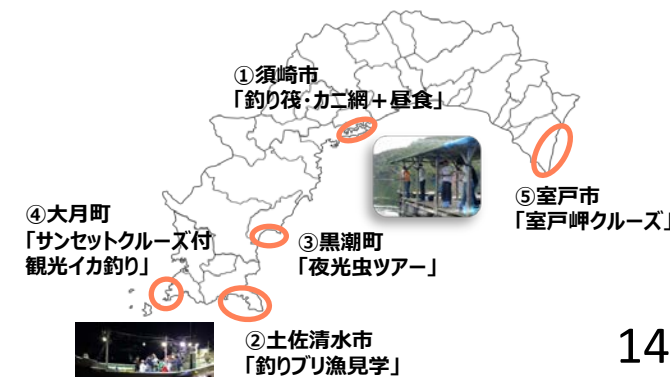 ①須崎市
「釣り筏・カニ網＋昼食」
⑤室戸市
「室戸岬クルーズ」
④大月町
「サンセットクルーズ付
観光イカ釣り」
③黒潮町
「夜光虫ツアー」
②土佐清水市
「釣りブリ漁見学」
14